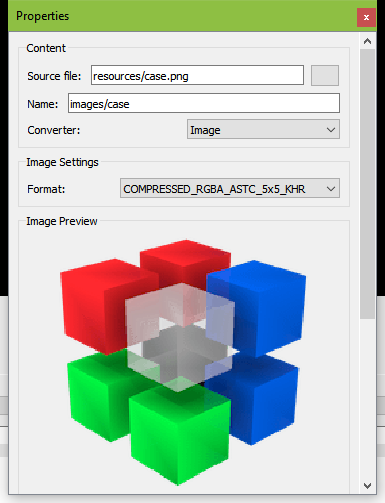 Properties
x
Content
Source file: resources/case.png
Name: images/case
Converter: Image
Image Settings
Format: COMPRESSED_RGBA_ASTC_5x5_KHR
Image Preview